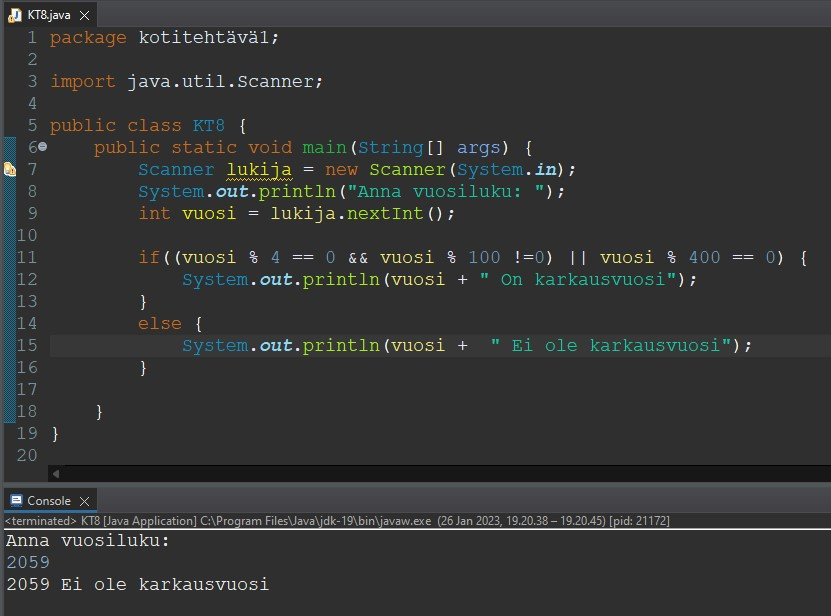 KT8.java
1 package kotitehtävä1;
2
3 import java.util.Scanner;
4
5 public class KT8 {
6     public static void main(String[] args) {
7         Scanner lukija = new Scanner(System.in);
8         System.out.println("Anna vuosiluku: ");
9         int vuosi = lukija.nextInt();
10
11         if((vuosi % 4 == 0 && vuosi % 100 !=0) || vuosi % 400 == 0) {
12             System.out.println(vuosi + " On karkausvuosi");
13         }
14         else {
15             System.out.println(vuosi +  " Ei ole karkausvuosi");
16         }
17
18     }
19 }
20
Console
<terminated> KT8 [Java Application] C:\Program Files\Java\jdk-19\bin\javaw.exe (26 Jan 2023, 19.20.38 – 19.20.45) [pid: 21172]
Anna vuosiluku:
2059
2059 Ei ole karkausvuosi